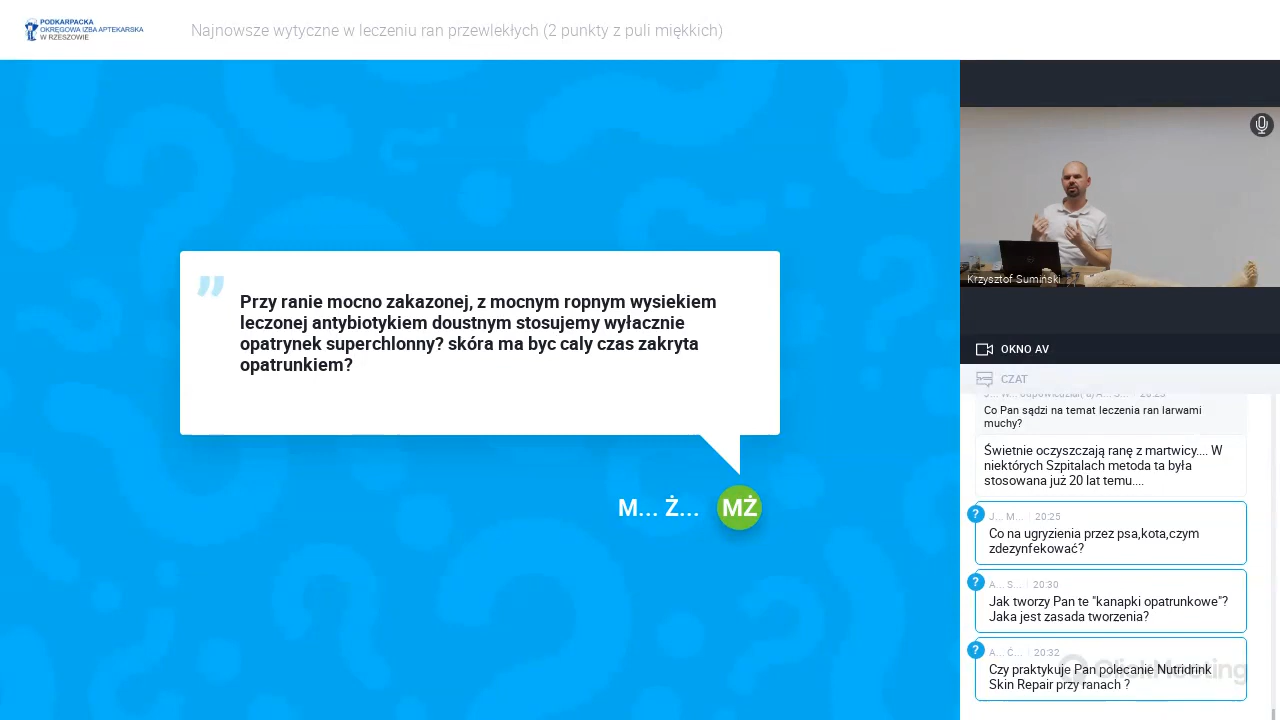 PODKARPACKA
OKRĘGOWA IZBA APTEKARSKA
W RZESZOWIE
Najnowsze wytyczne w leczeniu ran przewlekłych (2 punkty z puli miękkich)
Przy ranie mocno zakazonej, z mocnym ropnym wysiekiem
leczonej antybiotykiem doustnym stosujemy wyłacznie
opatrynek superchlonny? skóra ma byc caly czas zakryta
opatrunkiem?
M... Ż...
MŻ
Krzysztof Sumiński
OKNO AV
CZAT
J... W... odpowiedział(a) A... S... 20:23
Co Pan sądzi na temat leczenia ran larwami
muchy?
Świetnie oczyszczają ranę z martwicy.... W
niektórych Szpitalach metoda ta była
stosowana już 20 lat temu....
?
J... M... | 20:25
Co na ugryzienia przez psa,kota,czym
zdezynfekować?
?
A... S... | 20:30
Jak tworzy Pan te "kanapki opatrunkowe"?
Jaka jest zasada tworzenia?
?
A... Ć... | 20:32
Czy praktykuje Pan polecanie Nutridrink
Skin Repair przy ranach ?
ClickMeeting